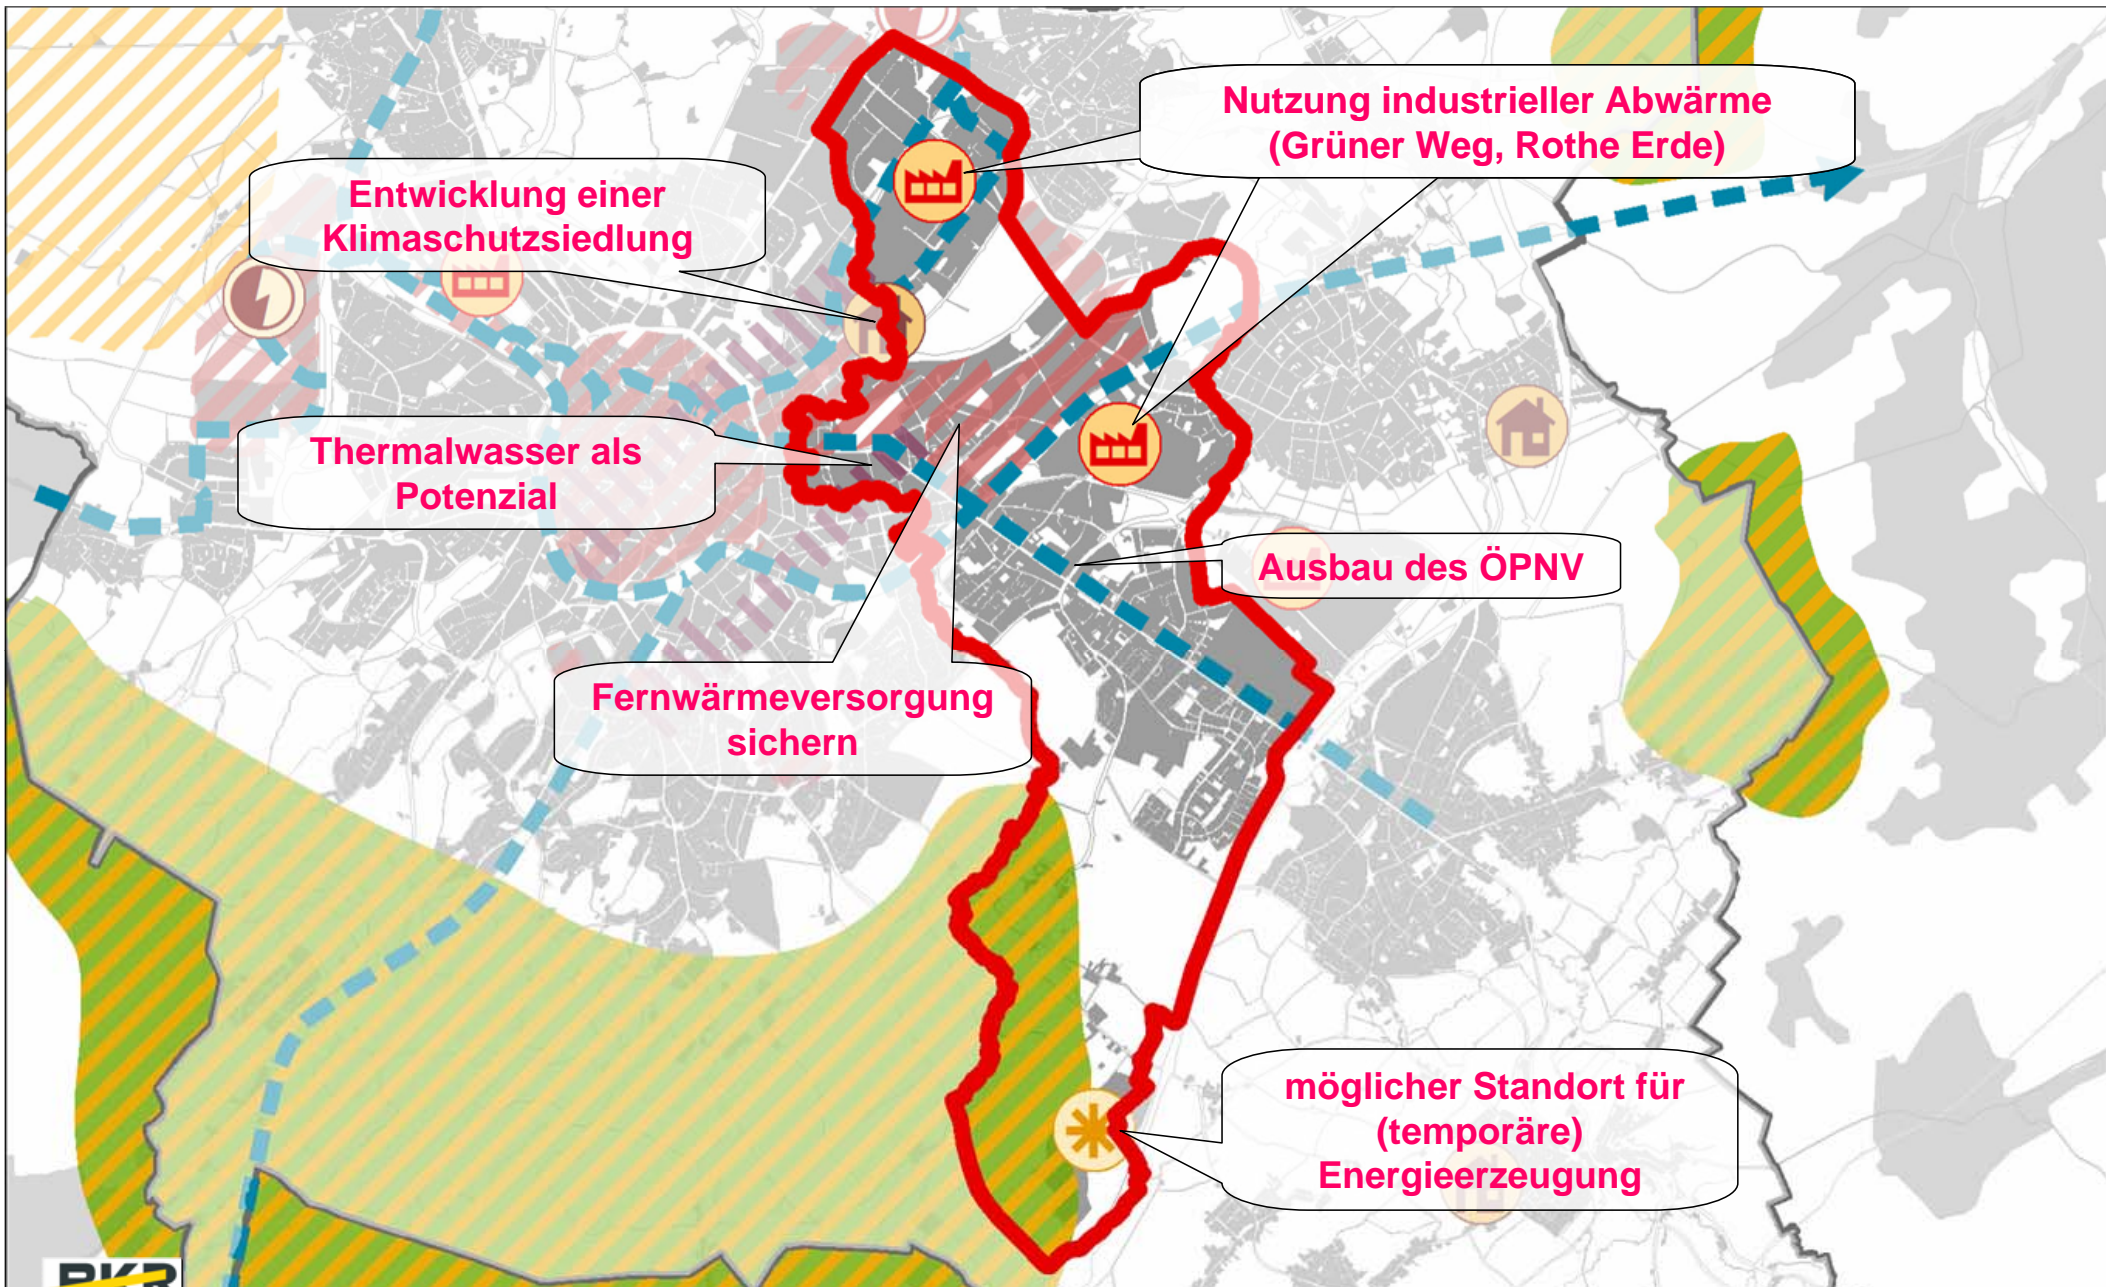 Nutzung industrieller Abwärme
(Grüner Weg, Rothe Erde)
Entwicklung einer
Klimaschutzsiedlung
Thermalwasser als
Potenzial
Ausbau des ÖPNV
Fernwärmeversorgung
sichern
möglicher Standort für
(temporäre)
Energieerzeugung
BKR